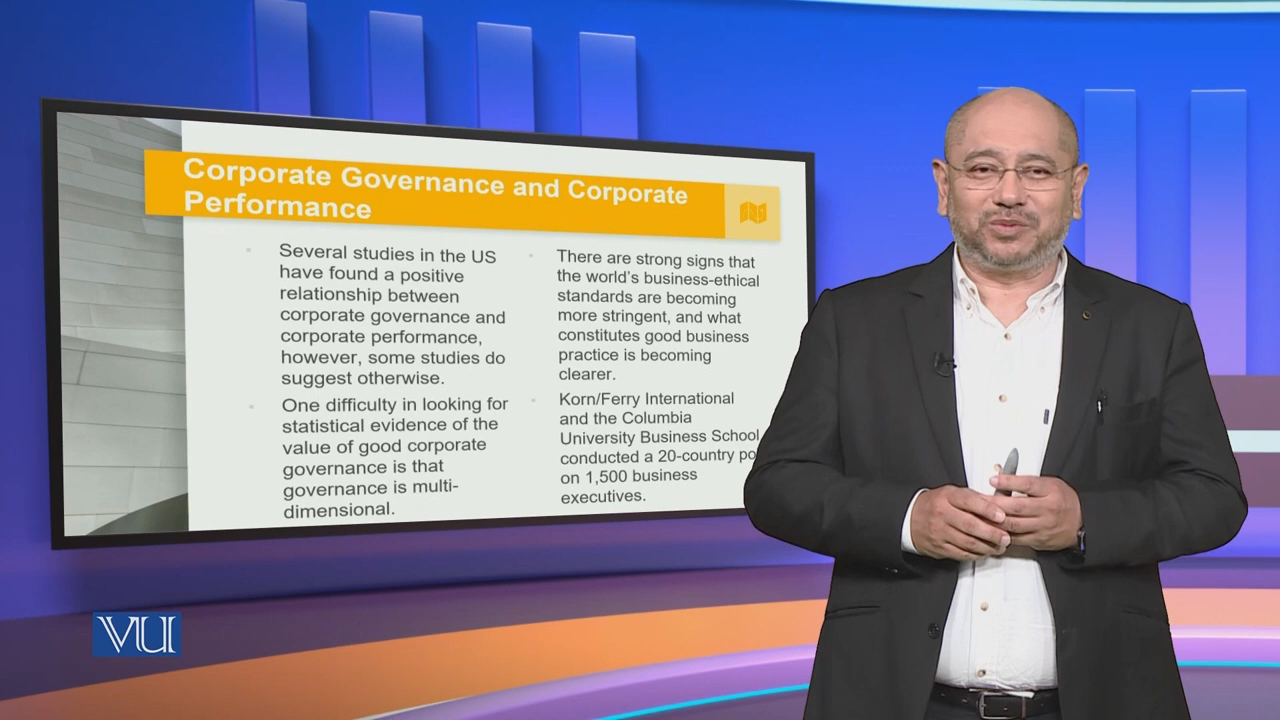 Corporate Governance and Corporate
Performance
Several studies in the US
have found a positive
relationship between
corporate governance and
corporate performance,
however, some studies do
suggest otherwise.
One difficulty in looking for
statistical evidence of the
value of good corporate
governance is that
governance is multi-
dimensional.
There are strong signs that
the world's business-ethical
standards are becoming
more stringent, and what
constitutes good business
practice is becoming
clearer.
Korn/Ferry International
and the Columbia
University Business School
conducted a 20-country
on 1,500 business
executives.
VU